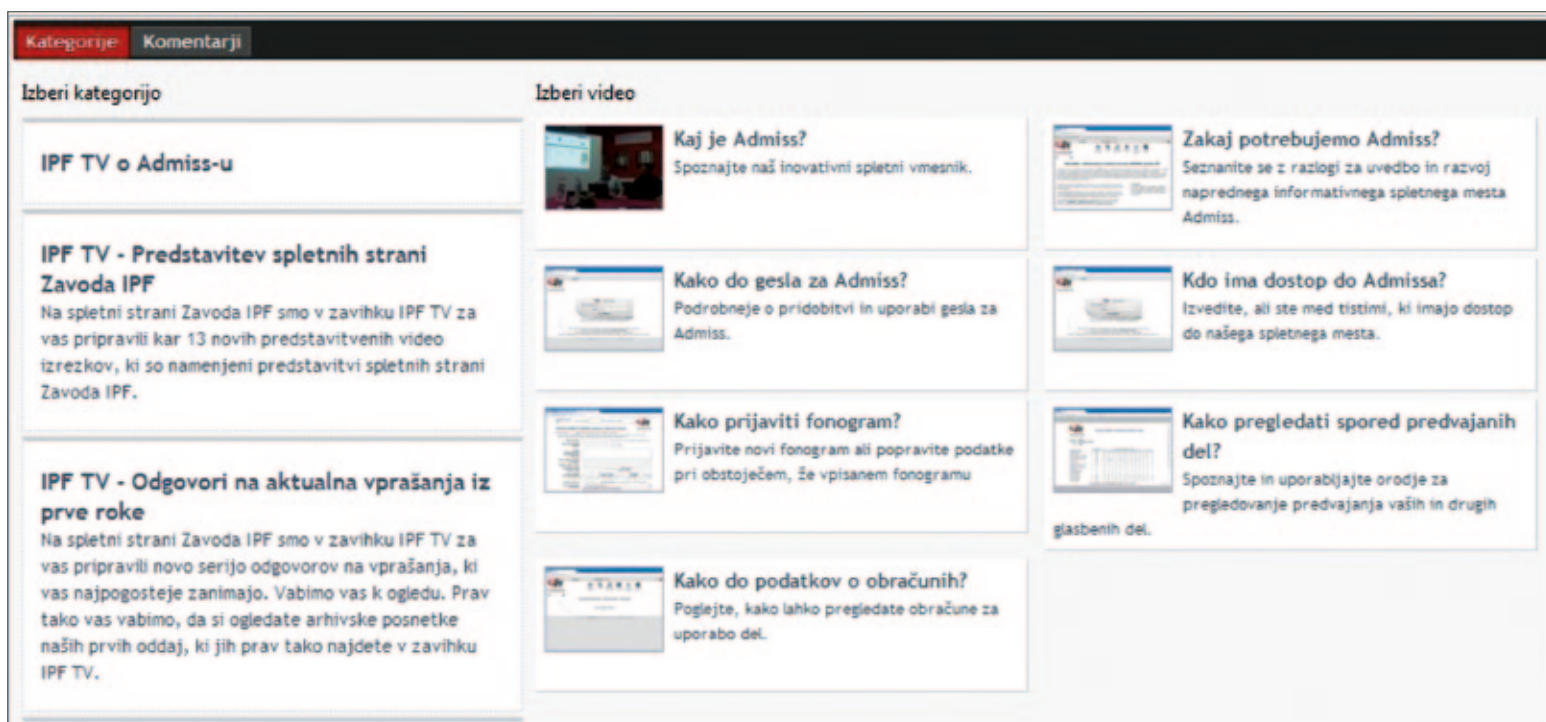 Kategorije Komentarji
Izberi kategorijo
IPF TV o Admiss-u
IPF TV - Predstavitev spletnih strani
Zavoda IPF
Na spletni strani Zavoda IPF smo v zavihku IPF TV za
vas pripravili kar 13 novih predstavitvenih video
izrezkov, ki so namenjeni predstavitvi spletnih strani
Zavoda IPF.
IPF TV - Odgovori na aktualna vprašanja iz
prve roke
Na spletni strani Zavoda IPF smo v zavihku IPF TV za
vas pripravili novo serijo odgovorov na vprašanja, ki
vas najpogosteje zanimajo. Vabimo vas k ogledu. Prav
tako vas vabimo, da si ogledate arhivske posnetke
naših prvih oddaj, ki jih prav tako najdete v zavihku
IPF TV.
Izberi video
Kaj je Admiss?
Spoznajte naš inovativni spletni vmesnik.
Zakaj potrebujemo Admiss?
Seznanite se z razlogi za uvedbo in razvoj
naprednega informativnega spletnega mesta
Admiss.
Kako do gesla za Admiss?
Podrobneje o pridobitvi in uporabi gesla za
Admiss.
Kdo ima dostop do Admissa?
Izvedite, ali ste med tistimi, ki imajo dostop
do našega spletnega mesta.
Kako prijaviti fonogram?
Prijavite novi fonogram ali popravite podatke
pri obstoječem, že vpisanem fonogramu
Kako pregledati spored predvajanih
del?
Spoznajte in uporabljajte orodje za
pregledovanje predvajanja vaših in drugih
glasbenih del.
Kako do podatkov o obračunih?
Poglejte, kako lahko pregledate obračune za
uporabo del.